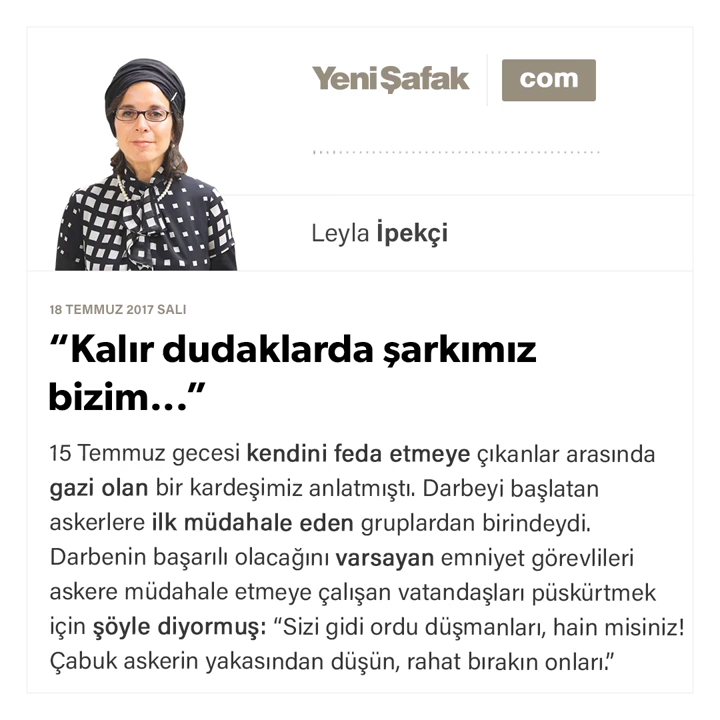 YeniŞafak com
Leyla İpekçi
18 TEMMUZ 2017 SALI
“Kalır dudaklarda şarkımız
bizim...”
15 Temmuz gecesi kendini feda etmeye çıkanlar arasında
gazi olan bir kardeşimiz anlatmıştı. Darbeyi başlatan
askerlere ilk müdahale eden gruplardan birindeydi.
Darbenin başarılı olacağını varsayan emniyet görevlileri
askere müdahale etmeye çalışan vatandaşları püskürtmek
için şöyle diyormuş: “Sizi gidi ordu düşmanları, hain misiniz!
Çabuk askerin yakasından düşün, rahat bırakın onları.”